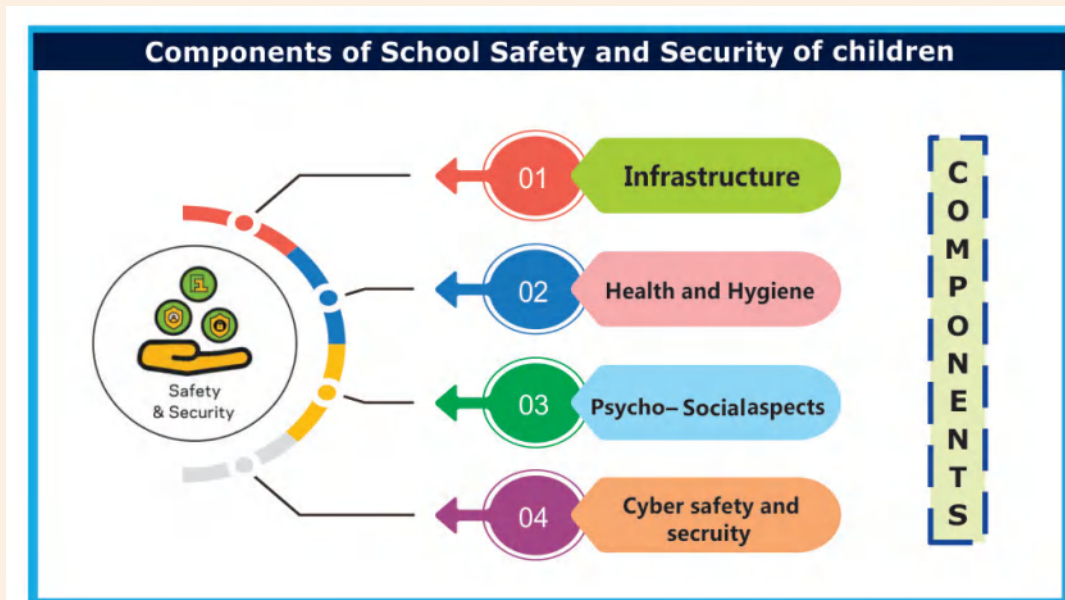 Components of School Safety and Security of children
01
Infrastructure
02
Health and Hygiene
03
Psycho–Socialaspects
04
Cyber safety and
secruity
Safety
& Security
COMPONENTS